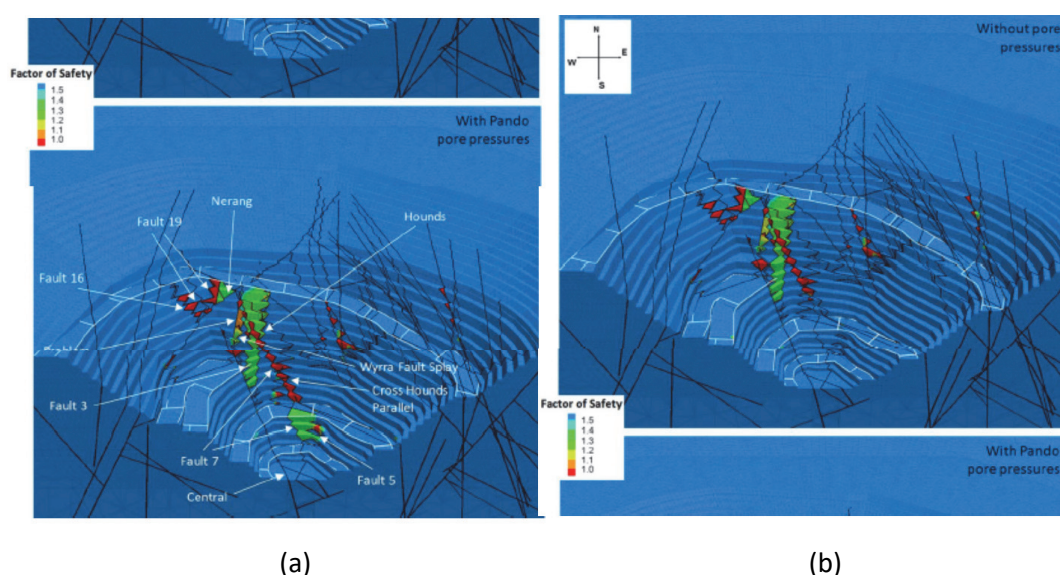 Factor of Safety
1.5
1.4
1.3
1.2
1.1
1.0
With Pando
pore pressures
Nerang
Fault 19
Hounds
Fault 16
Wyrra Fault Splay
Cross Hounds
Parallel
Fault 3
Fault 7
Fault 5
Central
(a)
Without pore
pressures
N
W
E
S
Factor of Safety
1.5
1.4
1.3
1.2
1.1
1.0
With Pando
pore pressures
(b)